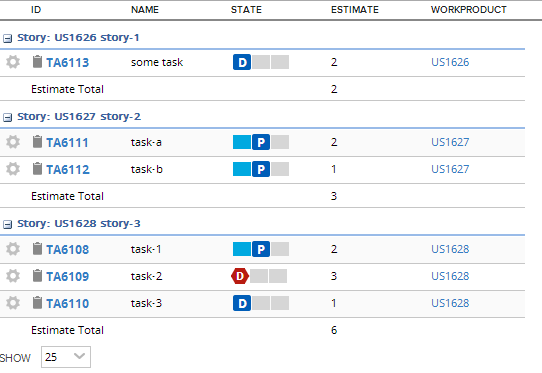 ID NAME STATE ESTIMATE WORKPRODUCT
Story: US1626 story-1
TA6113 some task D 2 US1626
Estimate Total 2
Story: US1627 story-2
TA6111 task-a P 2 US1627
TA6112 task-b P 1 US1627
Estimate Total 3
Story: US1628 story-3
TA6108 task-1 P 2 US1628
TA6109 task-2 D 3 US1628
TA6110 task-3 D 1 US1628
Estimate Total 6
SHOW 25